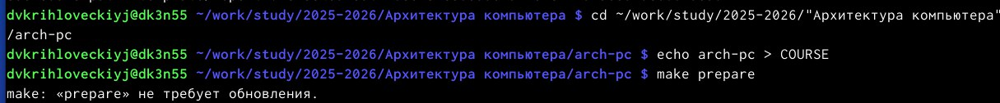 dvkrihloveckiyj@dk3n55 ~/work/study/2025-2026/Архитектура компьютера $ cd ~/work/study/2025-2026/"Архитектура компьютера"
/arch-pc
dvkrihloveckiyj@dk3n55 ~/work/study/2025-2026/Архитектура компьютера/arch-pc $ echo arch-pc > COURSE
dvkrihloveckiyj@dk3n55 ~/work/study/2025-2026/Архитектура компьютера/arch-pc $ make prepare
make: «prepare» не требует обновления.